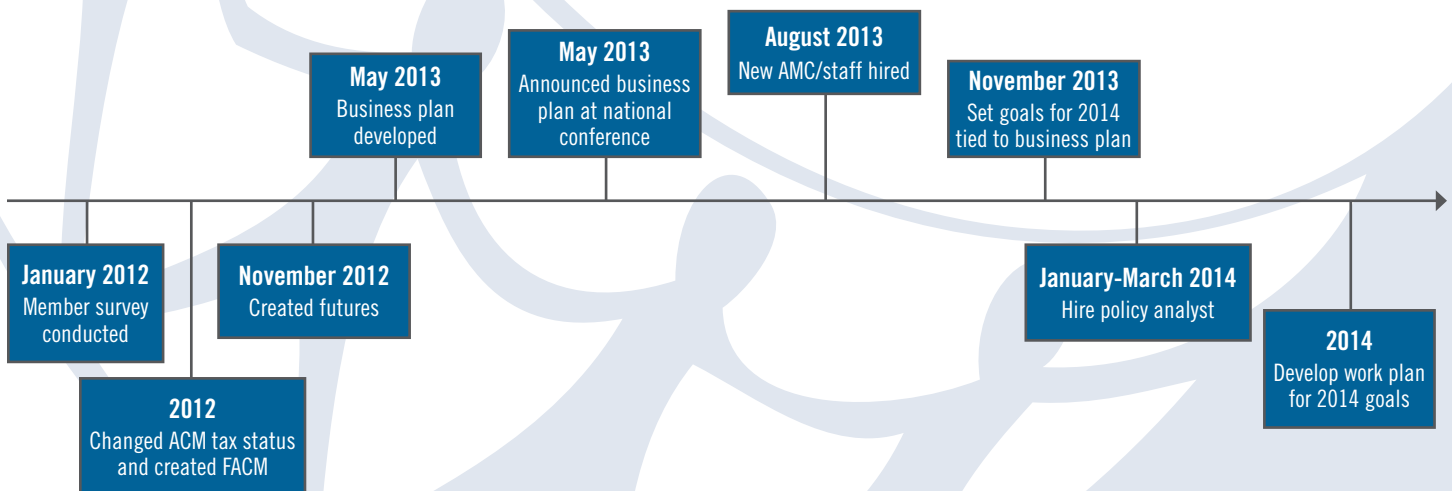 January 2012
Member survey
conducted
2012
Changed ACM tax status
and created FACM
November 2012
Created futures
May 2013
Business plan
developed
May 2013
Announced business
plan at national
conference
August 2013
New AMC/staff hired
November 2013
Set goals for 2014
tied to business plan
January-March 2014
Hire policy analyst
2014
Develop work plan
for 2014 goals